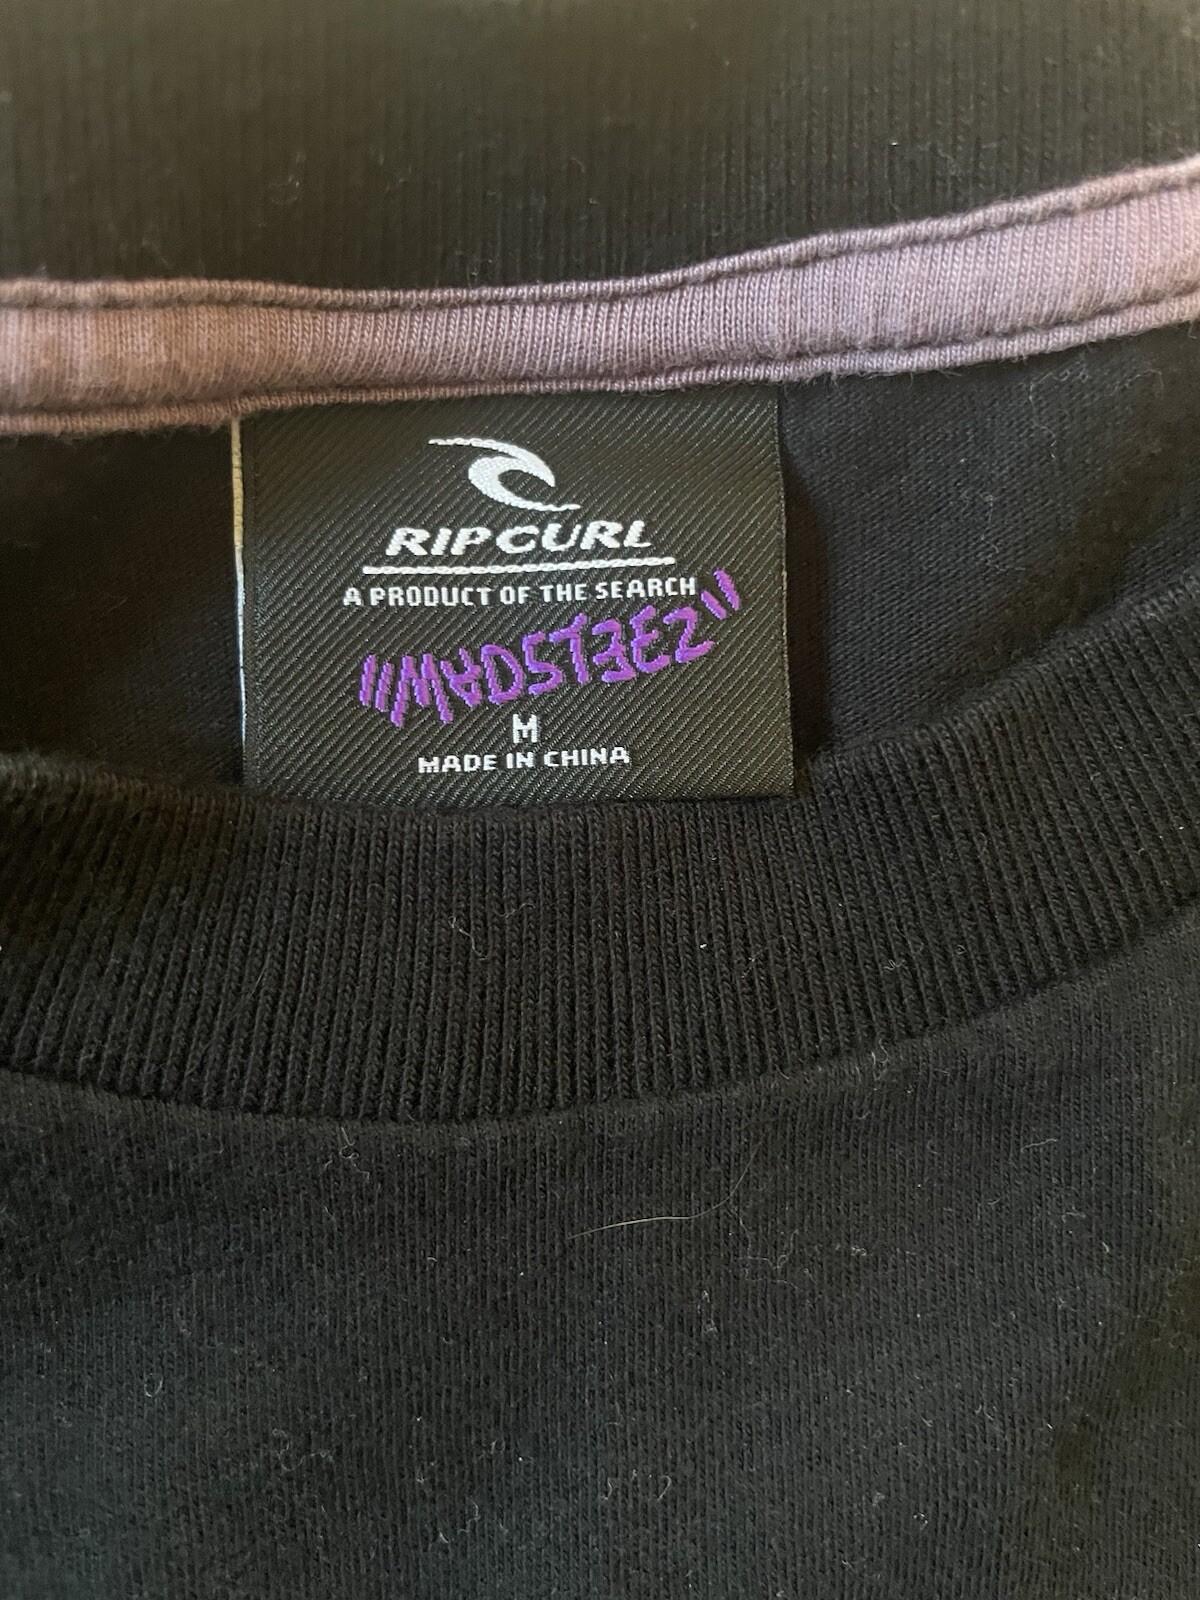 RIP CURL
A PRODUCT OF THE SEARCH
"MADSTEEZ"
M
MADE IN CHINA